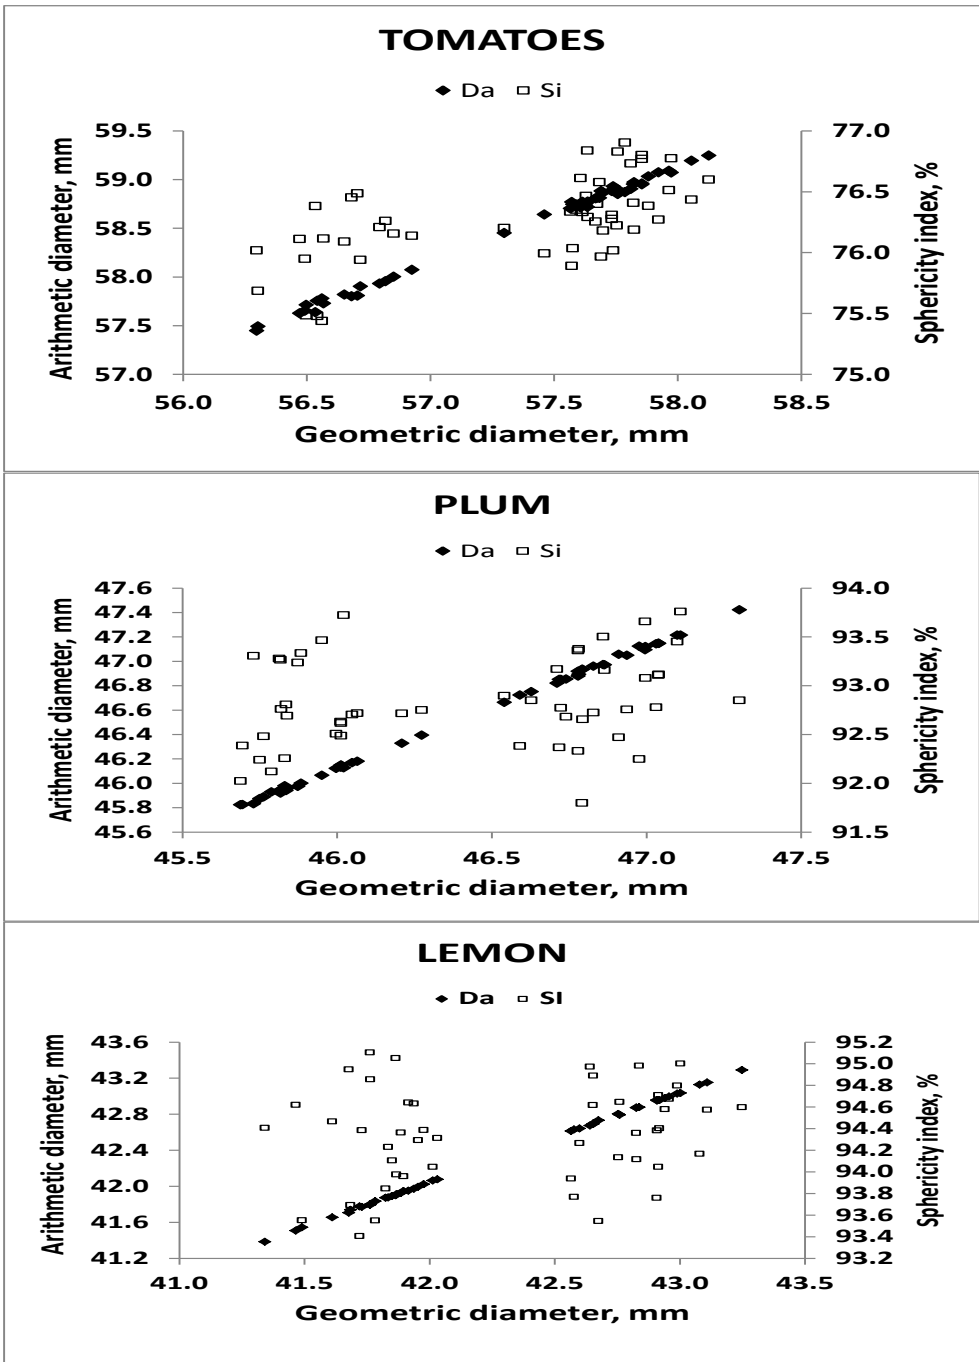 TOMATOES
Da Si
Arithmetic diameter, mm
59.5
59.0
58.5
58.0
57.5
57.0
77.0
76.5
76.0
75.5
75.0
Sphericity index, %
56.0 56.5 57.0 57.5 58.0 58.5
Geometric diameter, mm
PLUM
Da Si
Arithmetic diameter, mm
47.6
47.4
47.2
47.0
46.8
46.6
46.4
46.2
46.0
45.8
45.6
94.0
93.5
93.0
92.5
92.0
91.5
Sphericity index, %
45.5 46.0 46.5 47.0 47.5
Geometric diameter, mm
LEMON
Da SI
Arithmetic diameter, mm
43.6
43.2
42.8
42.4
42.0
41.6
41.2
95.2
95.0
94.8
94.6
94.4
94.2
94.0
93.8
93.6
93.4
93.2
Sphericity index, %
41.0 41.5 42.0 42.5 43.0 43.5
Geometric diameter, mm